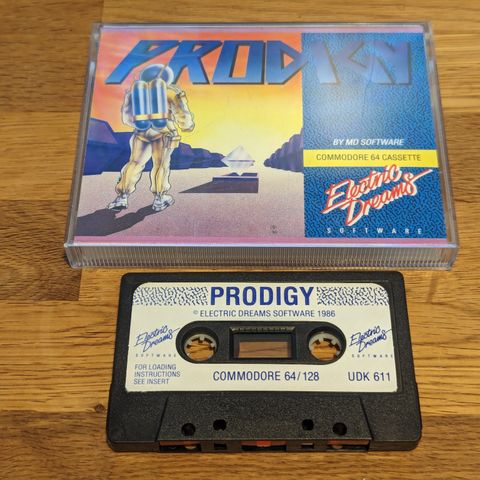 PRODIGY
BY MD SOFTWARE
COMMODORE 64 CASSETTE
Electric
Dreams
SOFTWARE
PRODIGY
© ELECTRIC DREAMS SOFTWARE 1986
Electric
Dreams
SOFTWARE
Electric
Dreams
SOFTWARE
FOR LOADING
INSTRUCTIONS
SEE INSERT
COMMODORE 64/128
UDK 611